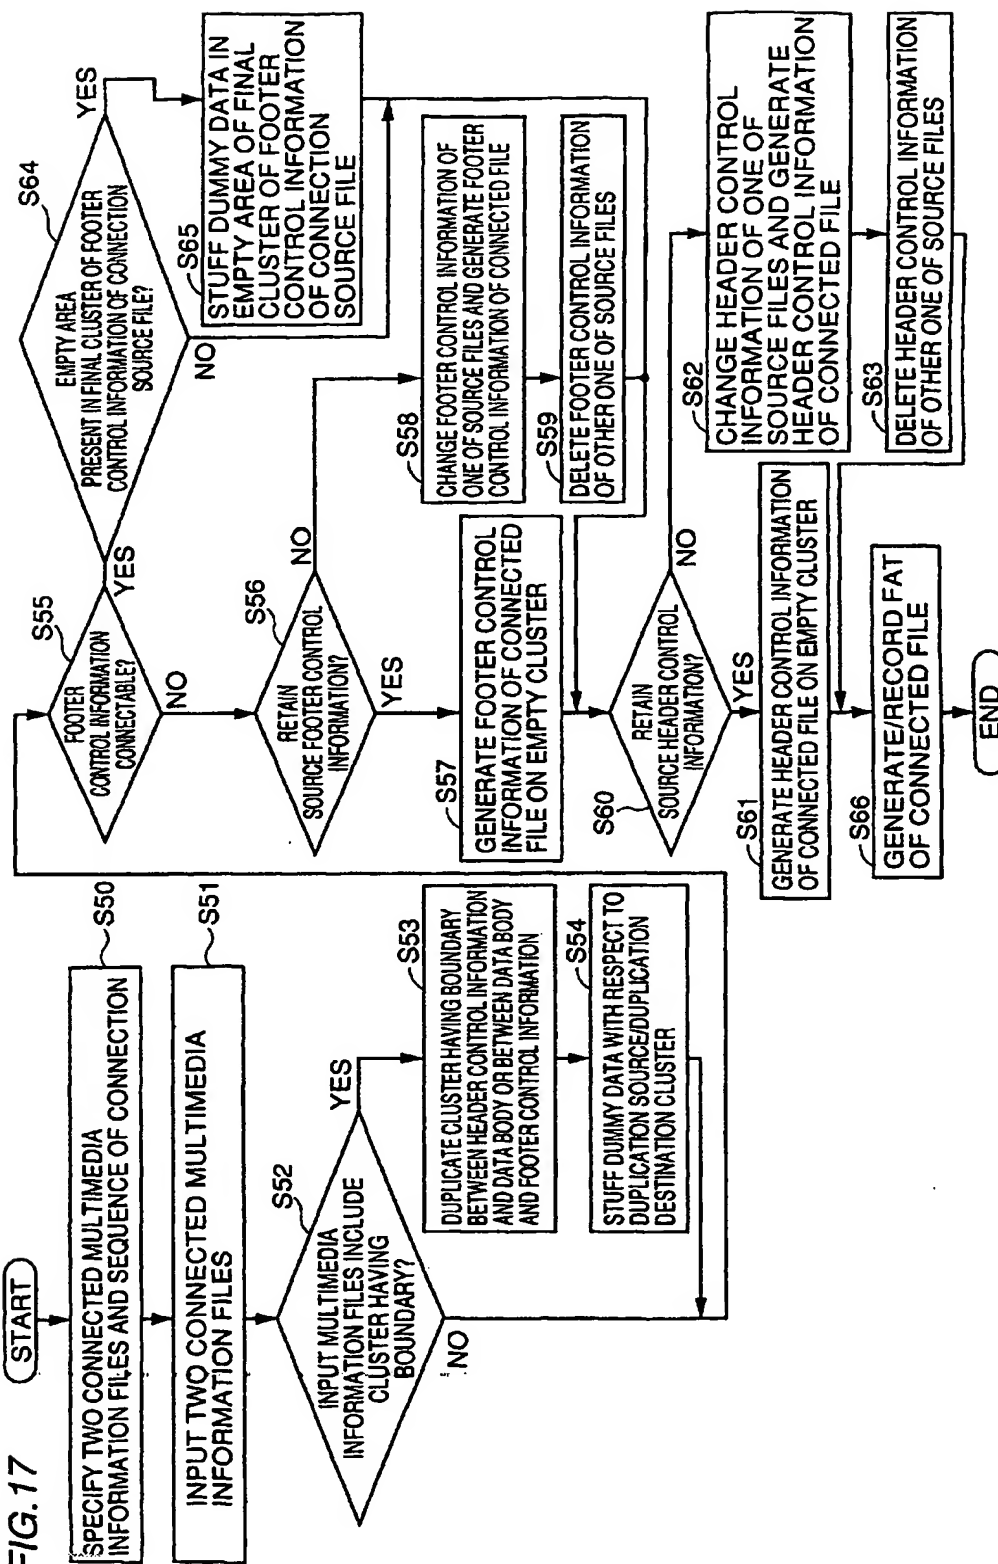 FIG.17
START
SPECIFY TWO CONNECTED MULTIMEDIA
INFORMATION FILES AND SEQUENCE OF CONNECTION
S50
INPUT TWO CONNECTED MULTIMEDIA
INFORMATION FILES
S51
INPUT MULTIMEDIA
INFORMATION FILES INCLUDE
CLUSTER HAVING
BOUNDARY?
S52
YES
NO
S53
DUPLICATE CLUSTER HAVING BOUNDARY
BETWEEN HEADER CONTROL INFORMATION
AND DATA BODY OR BETWEEN DATA BODY
AND FOOTER CONTROL INFORMATION
S54
STUFF DUMMY DATA WITH RESPECT TO
DUPLICATION SOURCE/DUPLICATION
DESTINATION CLUSTER
S55
FOOTER
CONTROL INFORMATION
CONNECTABLE?
YES
NO
S64
EMPTY AREA
PRESENT IN FINAL CLUSTER OF FOOTER
CONTROL INFORMATION OF CONNECTION
SOURCE FILE?
YES
NO
S65
STUFF DUMMY DATA IN
EMPTY AREA OF FINAL
CLUSTER OF FOOTER
CONTROL INFORMATION
OF CONNECTION
SOURCE FILE
S56
RETAIN
SOURCE FOOTER CONTROL
INFORMATION?
NO
YES
S58
CHANGE FOOTER CONTROL INFORMATION OF
ONE OF SOURCE FILES AND GENERATE FOOTER
CONTROL INFORMATION OF CONNECTED FILE
S59
DELETE FOOTER CONTROL INFORMATION
OF OTHER ONE OF SOURCE FILES
S57
GENERATE FOOTER CONTROL
INFORMATION OF CONNECTED
FILE ON EMPTY CLUSTER
S60
RETAIN
SOURCE HEADER CONTROL
INFORMATION?
NO
YES
S62
CHANGE HEADER CONTROL
INFORMATION OF ONE OF
SOURCE FILES AND GENERATE
HEADER CONTROL INFORMATION
OF CONNECTED FILE
S63
DELETE HEADER CONTROL INFORMATION
OF OTHER ONE OF SOURCE FILES
S61
GENERATE HEADER CONTROL INFORMATION
OF CONNECTED FILE ON EMPTY CLUSTER
S66
GENERATE/RECORD FAT
OF CONNECTED FILE
END